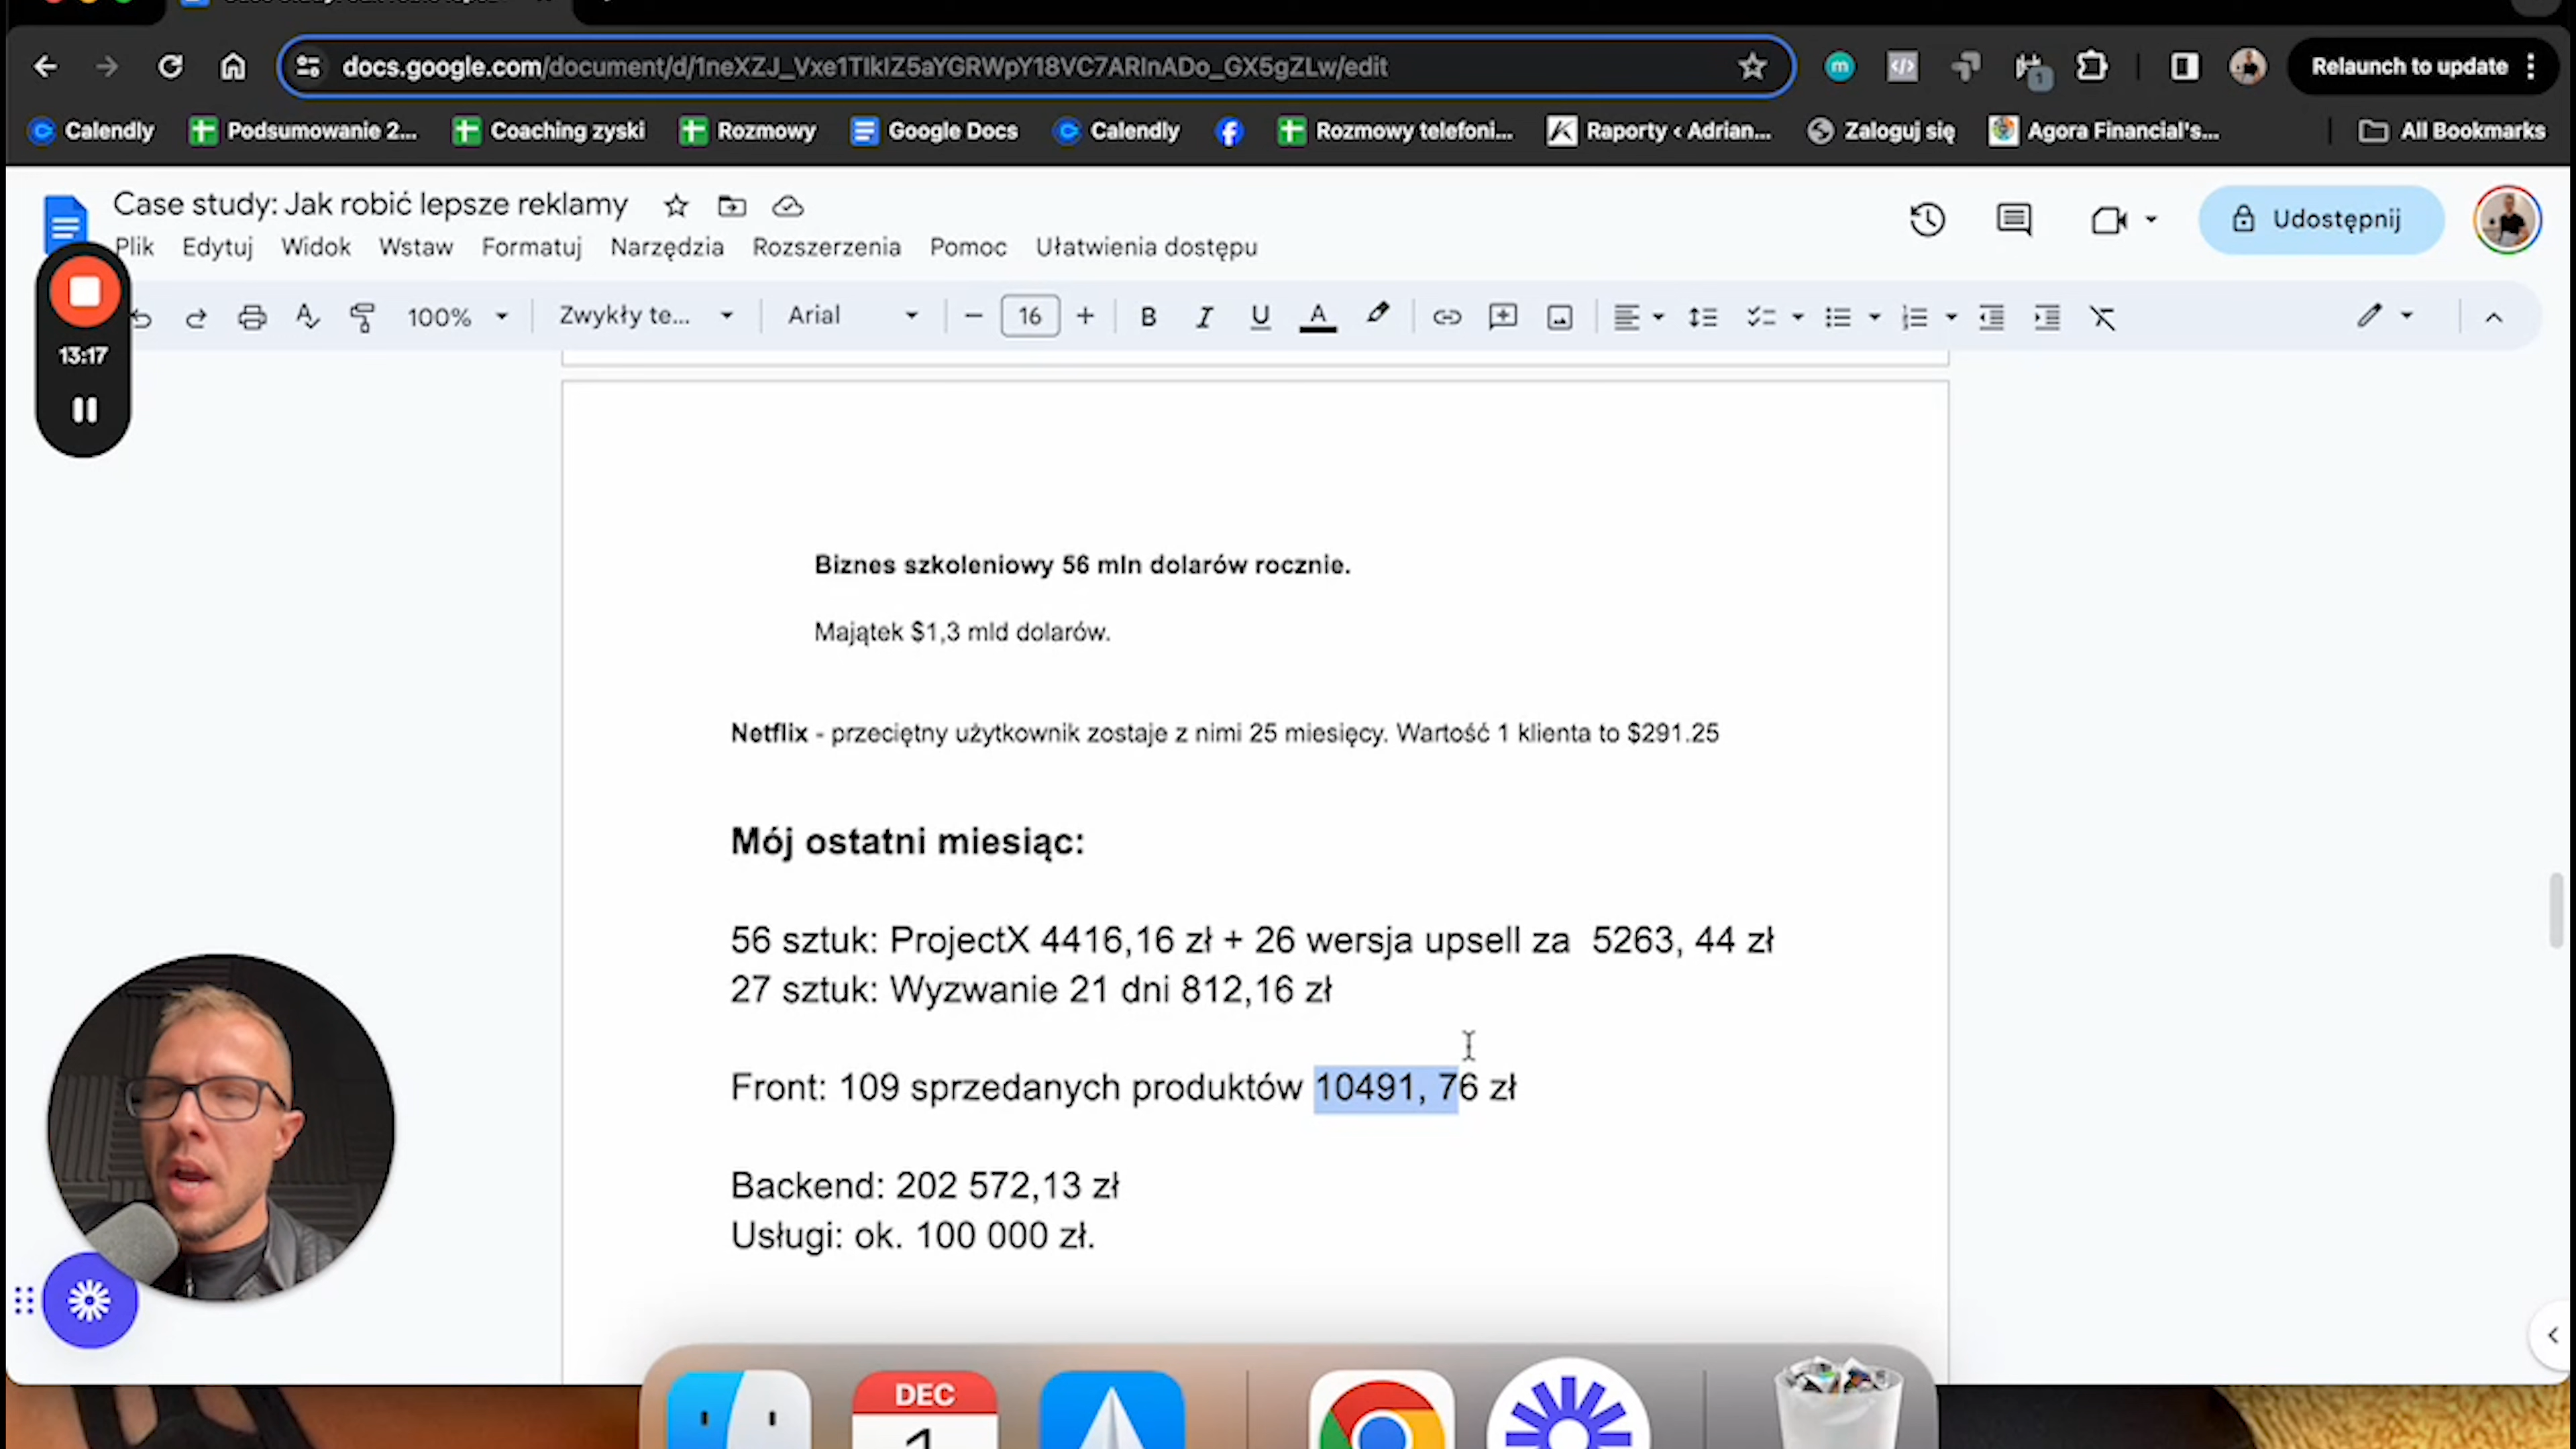 docs.google.com/document/d/1neXZJ_Vxe1TIkIZ5aYGRWpY18VC7ARInADo_GX5gZLw/edit
Relaunch to update
Calendly
Podsumowanie 2...
Coaching zyski
Rozmowy
Google Docs
Calendly
Rozmowy telefoni...
Raporty ‹ Adrian...
Zaloguj się
Agora Financial's...
All Bookmarks
Case study: Jak robić lepsze reklamy
Udostępnij
Plik Edytuj Widok Wstaw Formatuj Narzędzia Rozszerzenia Pomoc Ułatwienia dostępu
100% Zwykły te... Arial 16
13:17
Biznes szkoleniowy 56 mln dolarów rocznie.
Majątek $1,3 mld dolarów.
Netflix - przeciętny użytkownik zostaje z nimi 25 miesięcy. Wartość 1 klienta to $291.25
Mój ostatni miesiąc:
56 sztuk: ProjectX 4416,16 zł + 26 wersja upsell za 5263, 44 zł
27 sztuk: Wyzwanie 21 dni 812,16 zł
Front: 109 sprzedanych produktów 10491, 76 zł
Backend: 202 572,13 zł
Usługi: ok. 100 000 zł.
DEC